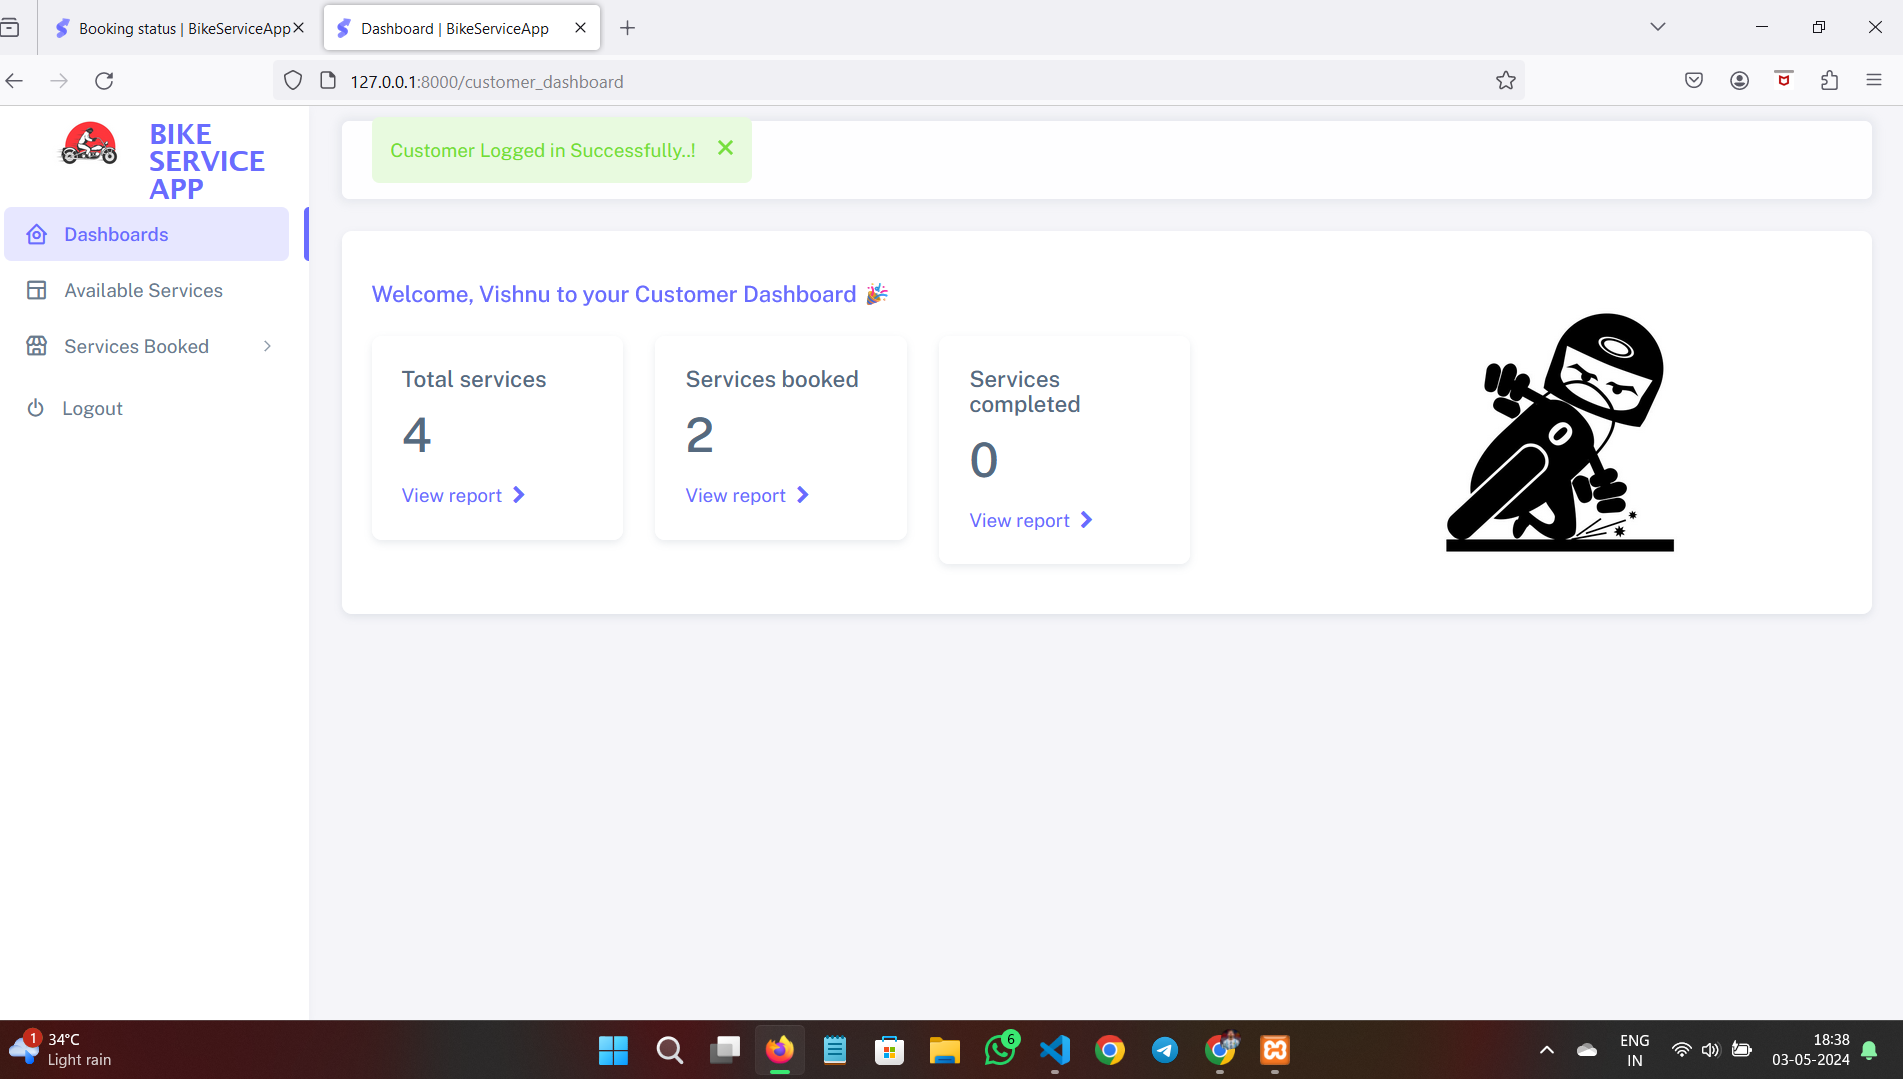 Booking status | BikeServiceApp
Dashboard | BikeServiceApp
127.0.0.1:8000/customer_dashboard
BIKE
SERVICE
APP
Customer Logged in Successfully..!
Dashboards
Available Services
Services Booked
Logout
Welcome, Vishnu to your Customer Dashboard 🎉
Total services
4
View report
Services booked
2
View report
Services
completed
0
View report
0
1
34°C
Light rain
6
ENG
IN
18:38
03-05-2024